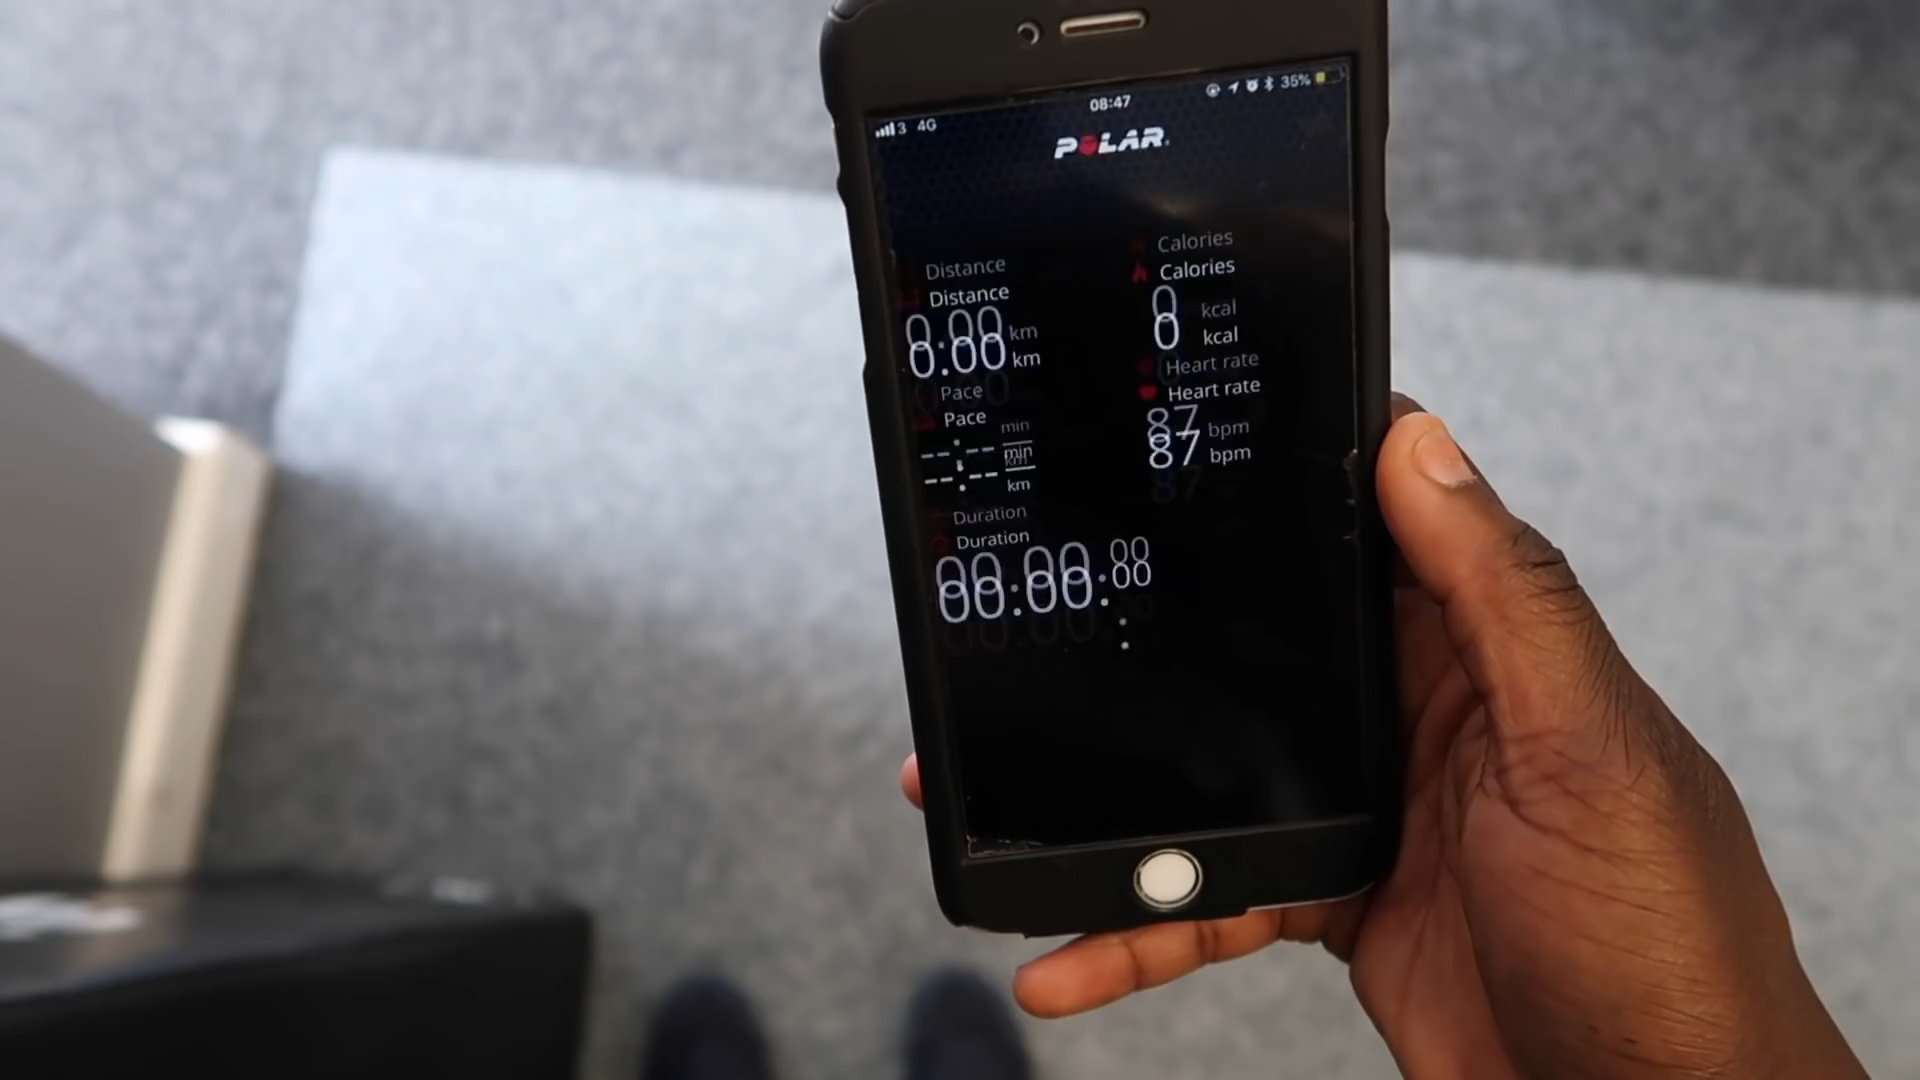 3 4G 08:47 35%
POLAR
Distance
Distance
0.00 km
0.00 km
Pace
Pace
--:-- min km
--:-- min km
Duration
Duration
00:00:00
00:00:00
Calories
Calories
0 kcal
0 kcal
Heart rate
Heart rate
87 bpm
87 bpm